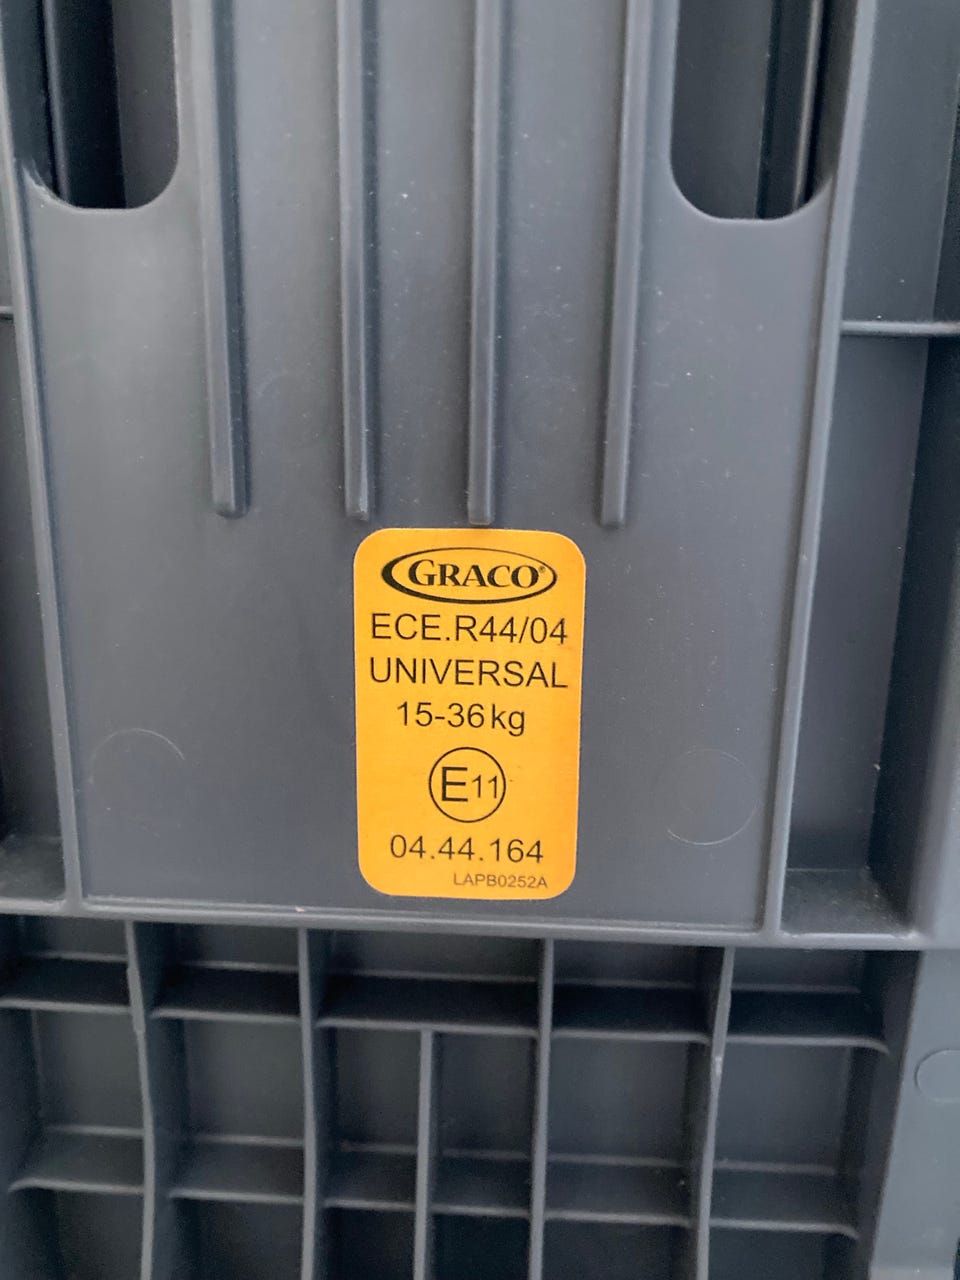 GRACO®
ECE.R44/04
UNIVERSAL
15-36kg
E11
04.44.164
LAPB0252A